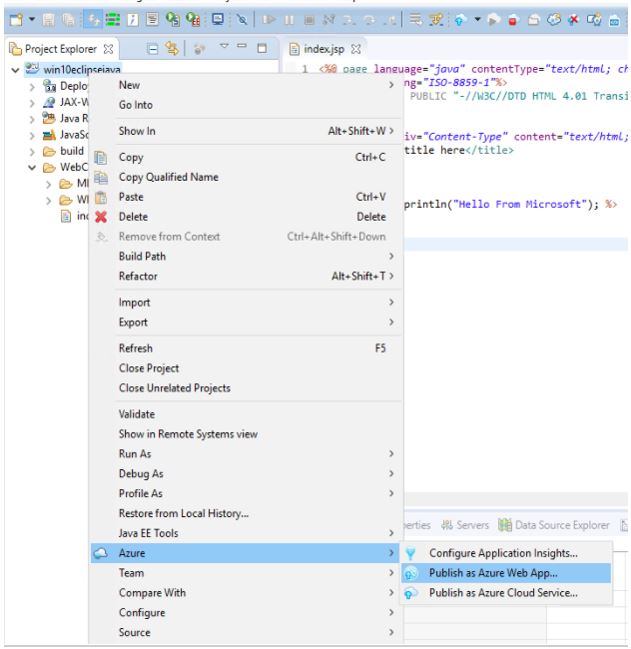 Project Explorer
index.jsp
win10eclipsejava
1 <%@ page language="java" contentType="text/html; ch
ng="ISO-8859-1"%>
PUBLIC "-//W3C//DTD HTML 4.01 Transi
iv="Content-Type" content="text/html;
title here</title>
println("Hello From Microsoft"); %>
Deploy
JAX-W
Java R
JavaSc
build
WebC
ind
New
Go Into
Show In Alt+Shift+W
Copy Ctrl+C
Copy Qualified Name
Paste Ctrl+V
Delete Delete
Remove from Context Ctrl+Alt+Shift+Down
Build Path
Refactor Alt+Shift+T
Import
Export
Refresh F5
Close Project
Close Unrelated Projects
Validate
Show in Remote Systems view
Run As
Debug As
Profile As
Restore from Local History...
Java EE Tools
Azure
Team
Compare With
Configure
Source
erties Servers Data Source Explorer
Configure Application Insights...
Publish as Azure Web App...
Publish as Azure Cloud Service...